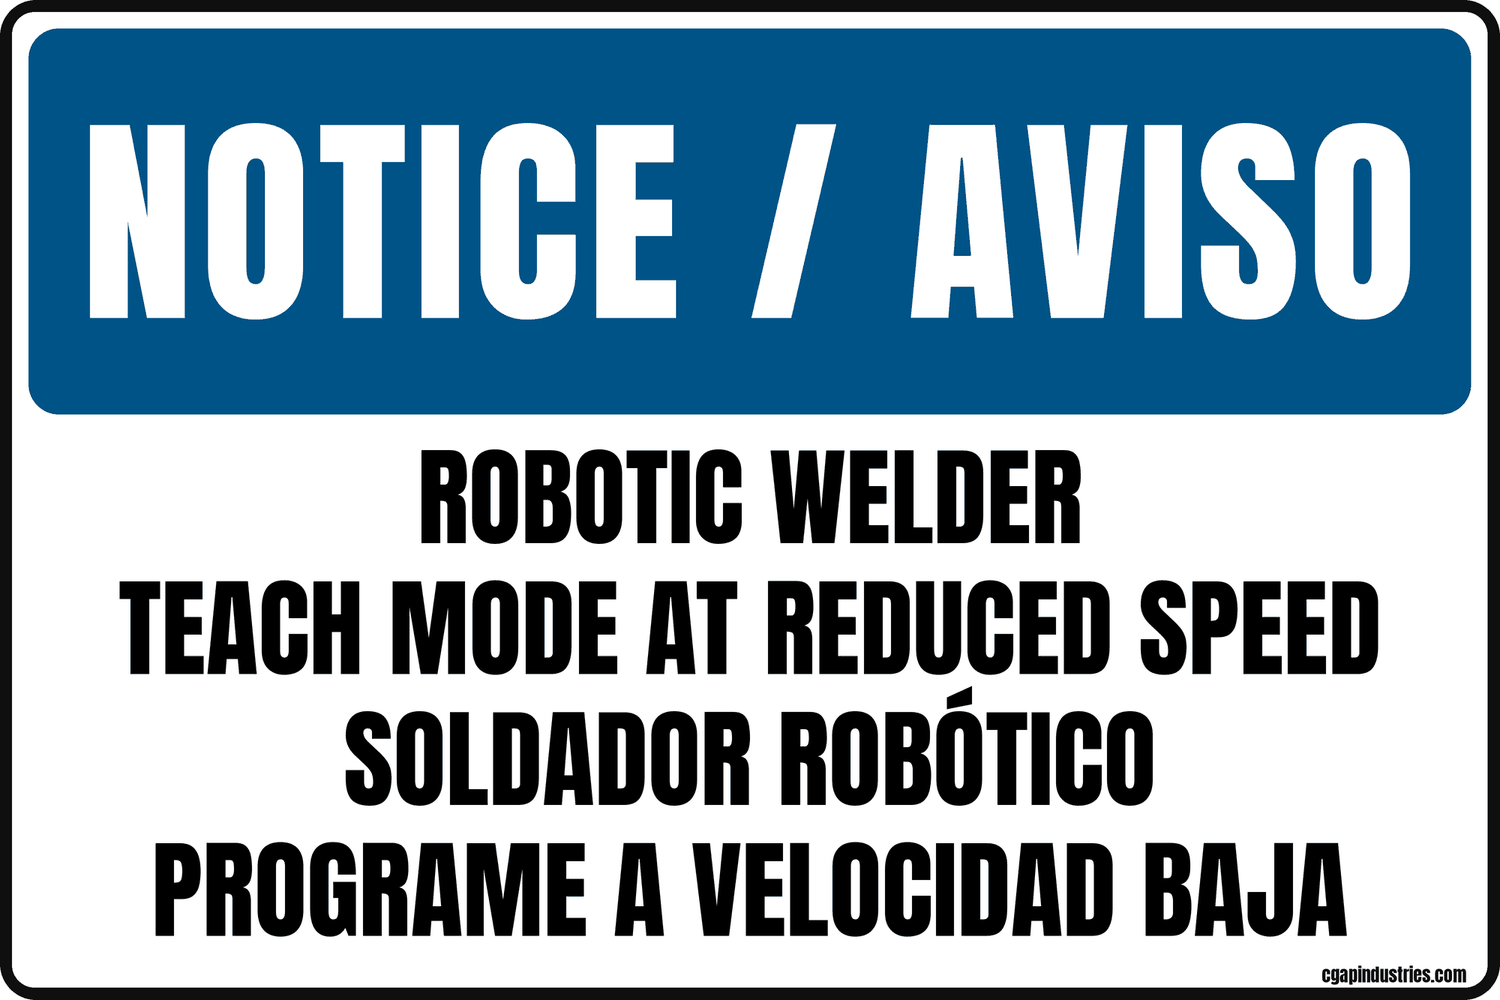 NOTICE / AVISO
ROBOTIC WELDER
TEACH MODE AT REDUCED SPEED
SOLDADOR ROBÓTICO
PROGRAME A VELOCIDAD BAJA
cgapindustries.com